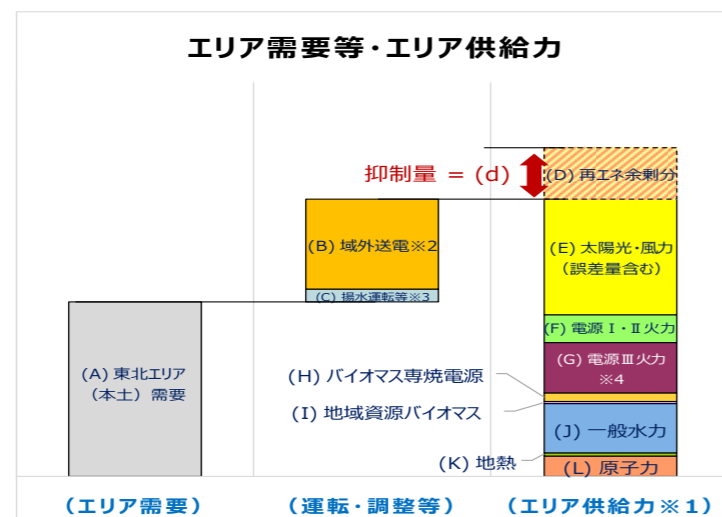 エリア需要等・エリア供給力
抑制量 = (d)
(D) 再エネ余剰分
(B) 域外送電※2
(E) 太陽光・風力
(誤差量含む)
(C) 揚水運転等※3
(F) 電源Ⅰ・Ⅱ火力
(A) 東北エリア
(本土) 需要
(G) 電源Ⅲ火力
※4
(H) バイオマス専焼電源
(I) 地域資源バイオマス
(J) 一般水力
(K) 地熱
(L) 原子力
(エリア需要)
(運転・調整等)
(エリア供給力※1)